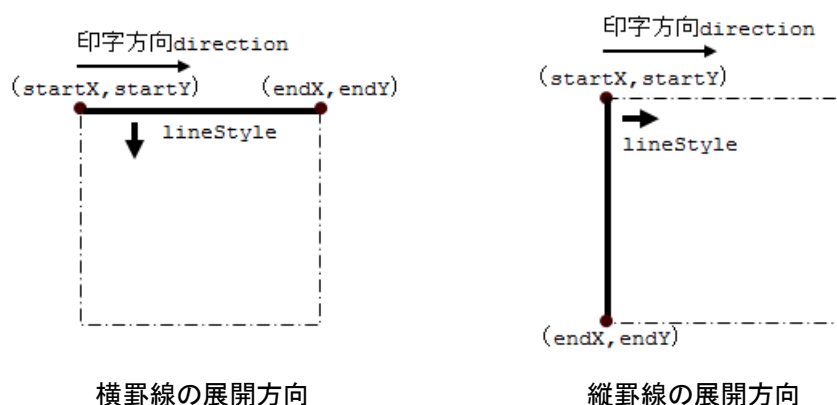 印字方向direction
(startX,startY)
(endX,endY)
lineStyle
横罫線の展開方向
印字方向direction
(startX,startY)
lineStyle
(endX,endY)
縦罫線の展開方向